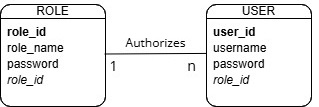 ROLE
role_id
role_name
password
role_id
Authorizes
1 n
USER
user_id
username
password
role_id